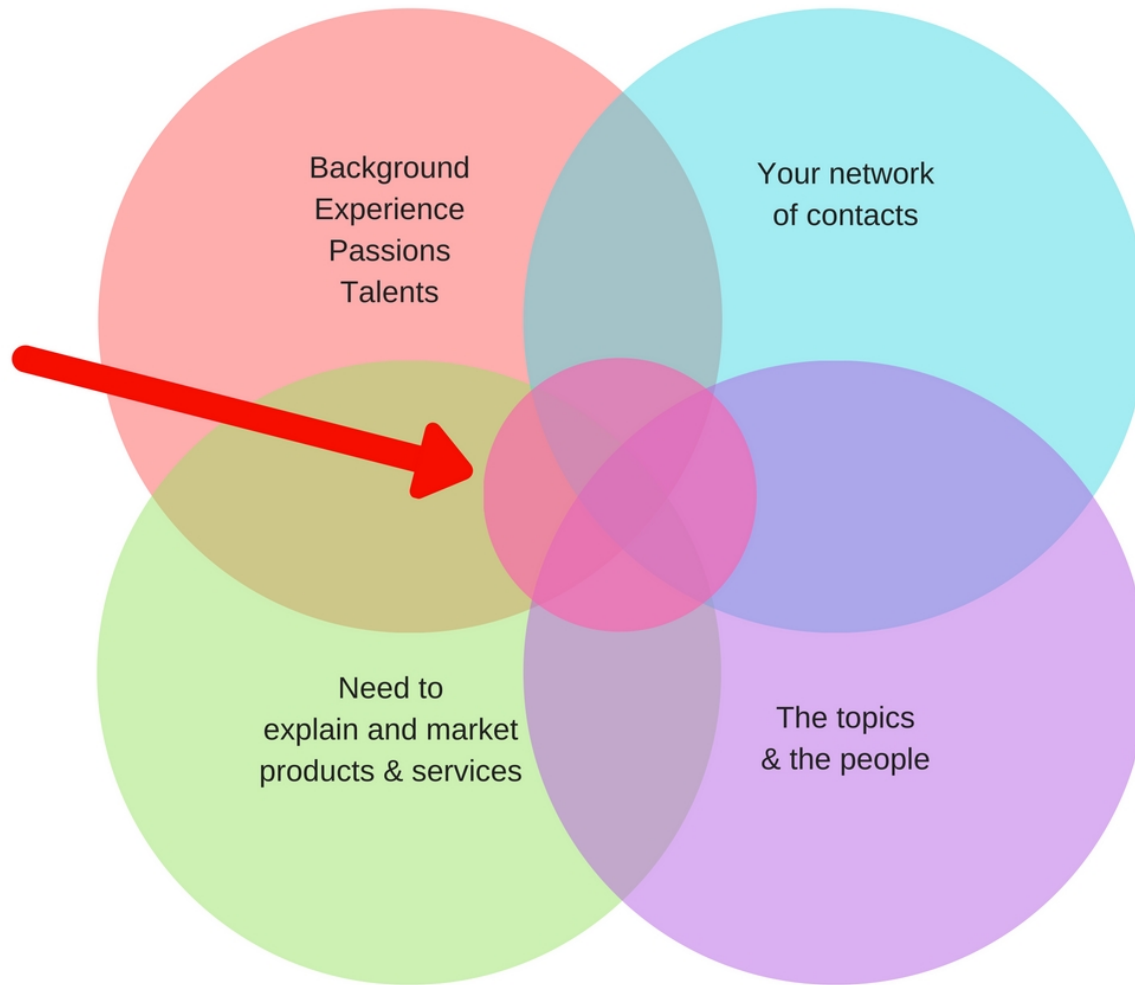 Background
Experience
Passions
Talents
Your network
of contacts
Need to
explain and market
products & services
The topics
& the people